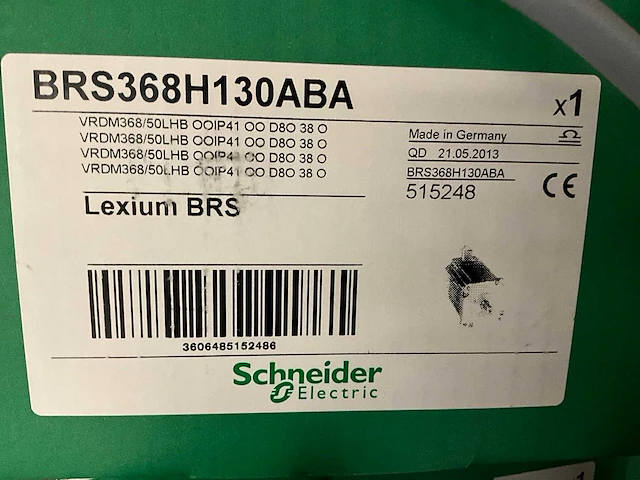 BRS368H130ABA
x1
VRDM368/50LHB OOIP41 OO D8O 38 O
VRDM368/50LHB OOIP41 OO D8O 38 O
VRDM368/50LHB OOIP41 OO D8O 38 O
VRDM368/50LHB OOIP41 OO D8O 38 O
Lexium BRS
Made in Germany
QD 21.05.2013
BRS368H130ABA
515248
CE
3606485152486
Schneider
Electric